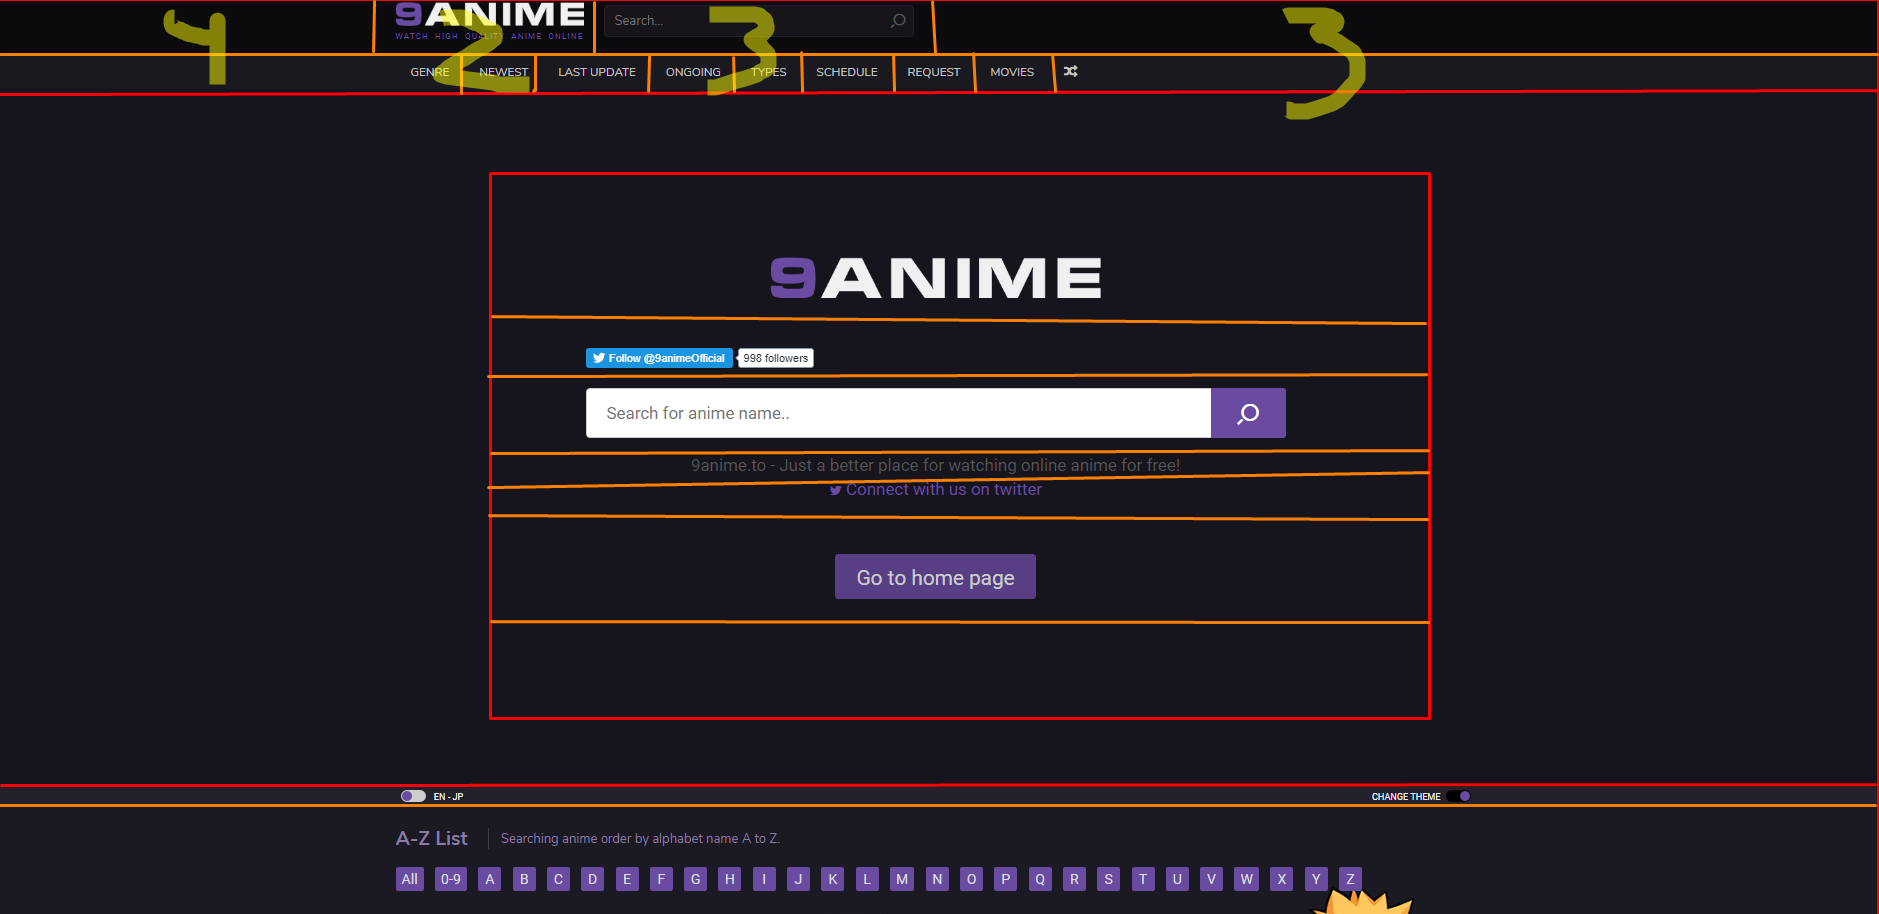 9ANIME
Search...
WATCH HIGH QUALITY ANIME ONLINE
4 2 3 3
GENRE NEWEST LAST UPDATE ONGOING TYPES SCHEDULE REQUEST MOVIES
9ANIME
Follow @9animeOfficial 998 followers
Search for anime name..
9anime.to - Just a better place for watching online anime for free!
Connect with us on twitter
Go to home page
EN - JP CHANGE THEME
A-Z List Searching anime order by alphabet name A to Z.
All 0-9 A B C D E F G H I J K L M N O P Q R S T U V W X Y Z